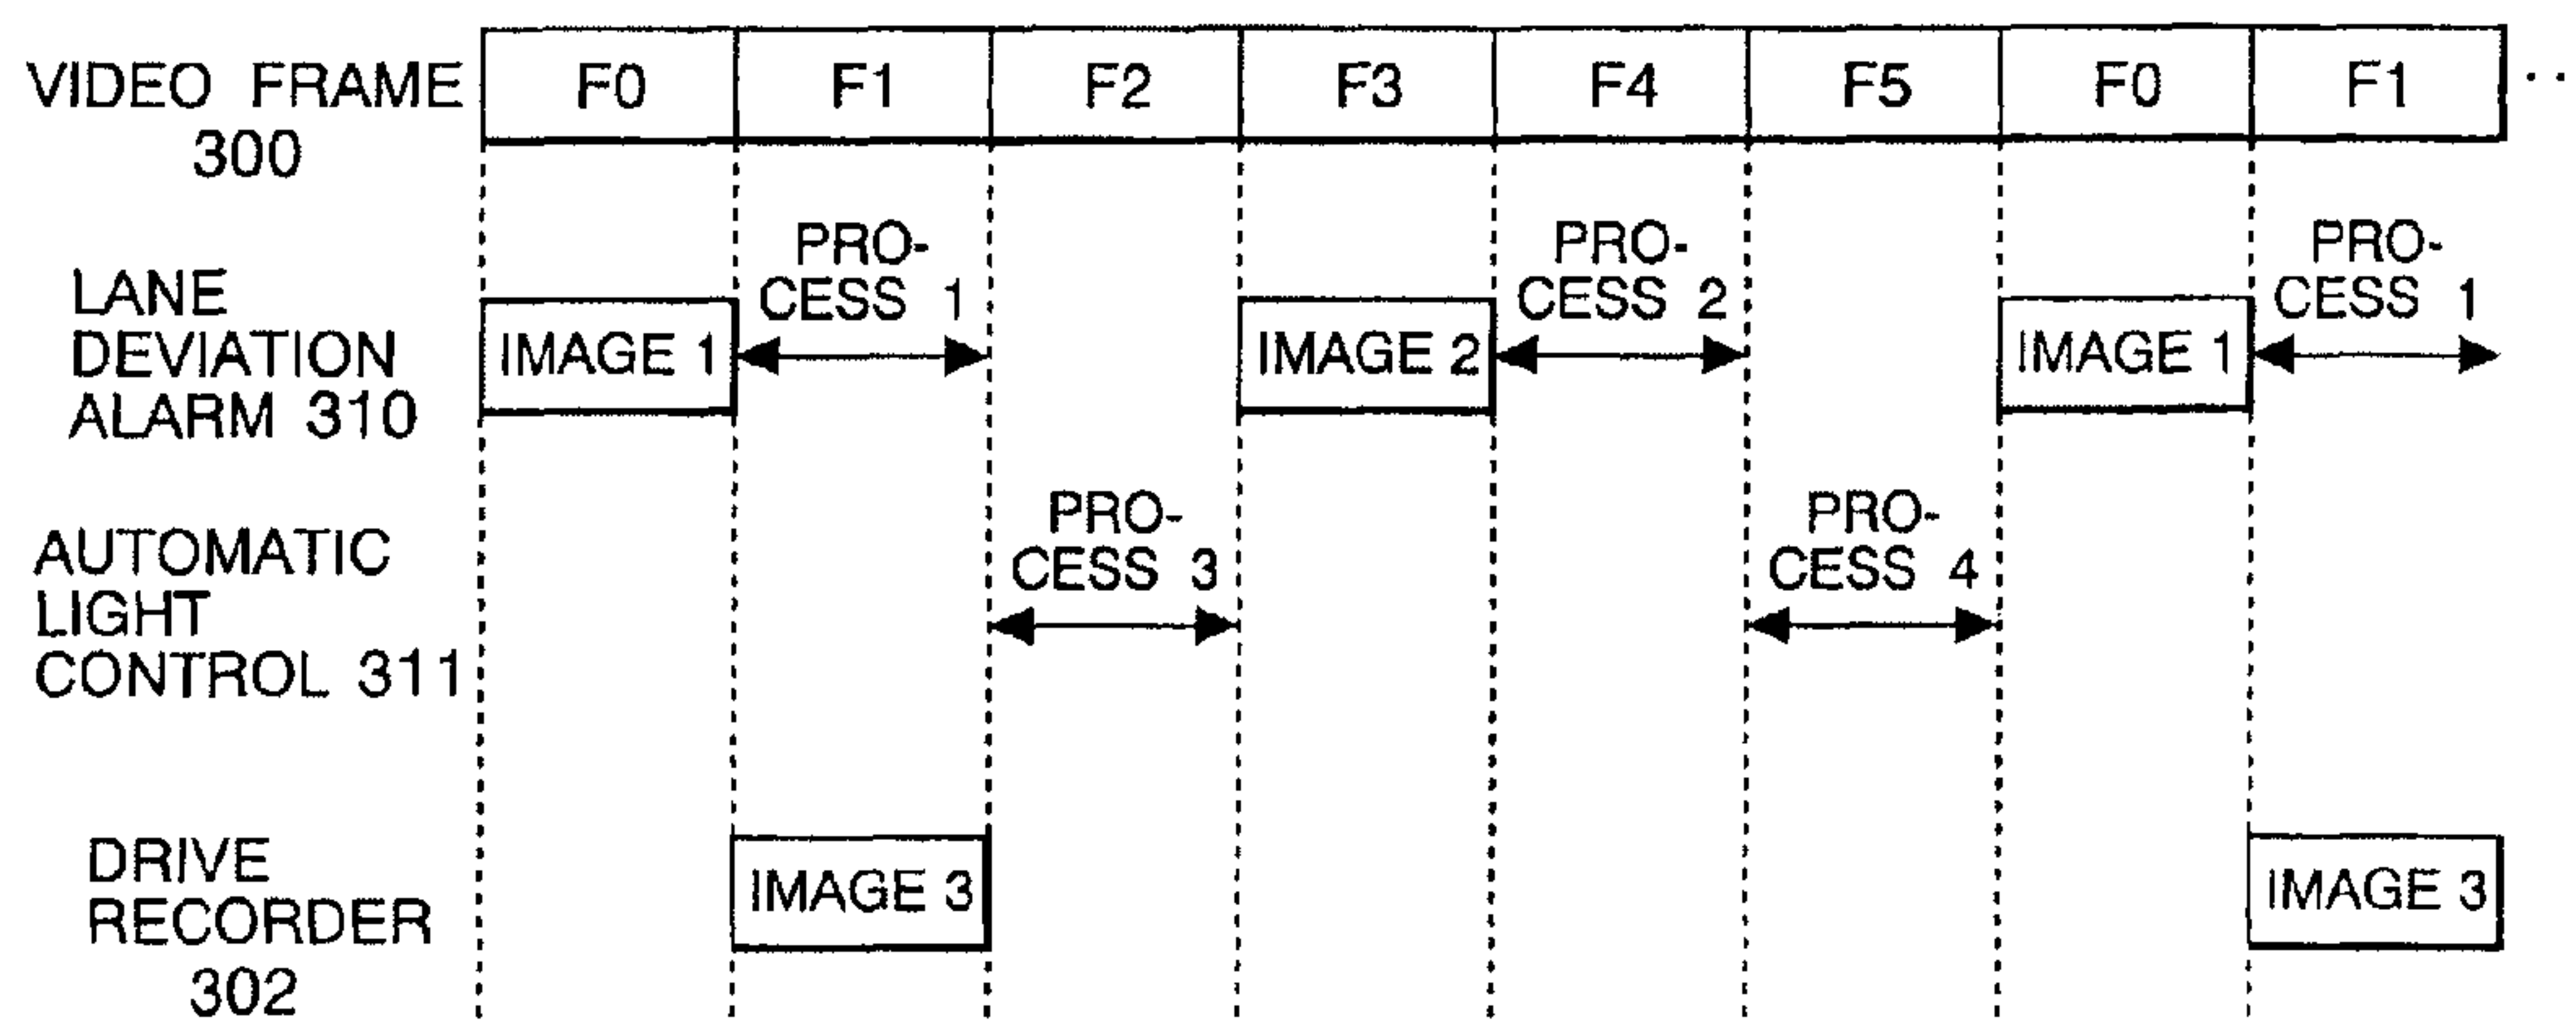 VIDEO FRAME
300
F0 F1 F2 F3 F4 F5 F0 F1 ··
LANE
DEVIATION
ALARM 310
IMAGE 1
PRO-
CESS 1
IMAGE 2
PRO-
CESS 2
IMAGE 1
PRO-
CESS 1
AUTOMATIC
LIGHT
CONTROL 311
PRO-
CESS 3
PRO-
CESS 4
DRIVE
RECORDER
302
IMAGE 3
IMAGE 3